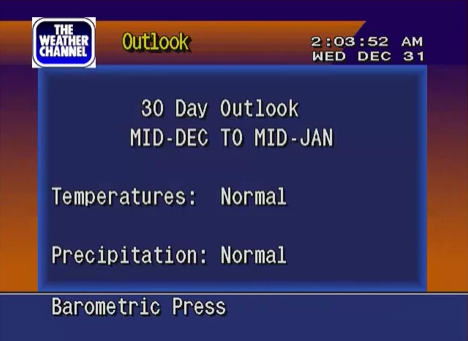 THE
WEATHER
CHANNEL
Outlook
2:03:52 AM
WED DEC 31
30 Day Outlook
MID-DEC TO MID-JAN
Temperatures: Normal
Precipitation: Normal
Barometric Press